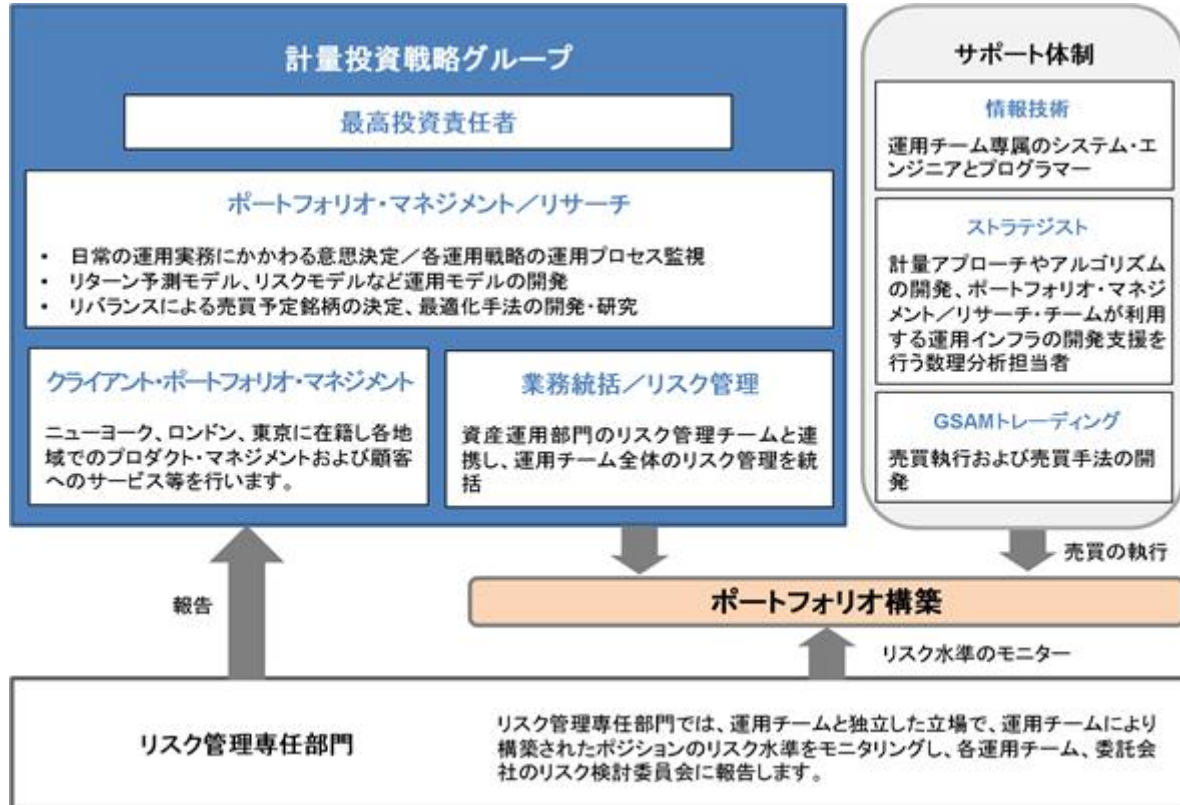 計量投資戦略グループ
最高投資責任者
ポートフォリオ・マネジメント／リサーチ
• 日常の運用実務にかかわる意思決定／各運用戦略の運用プロセス監視
• リターン予測モデル、リスクモデルなど運用モデルの開発
• リバランスによる売買予定銘柄の決定、最適化手法の開発・研究
クライアント・ポートフォリオ・マネジメント
ニューヨーク、ロンドン、東京に在籍し各地
域でのプロダクト・マネジメントおよび顧客
へのサービス等を行います。
業務統括／リスク管理
資産運用部門のリスク管理チームと連
携し、運用チーム全体のリスク管理を統
括
サポート体制
情報技術
運用チーム専属のシステム・エ
ンジニアとプログラマー
ストラテジスト
計量アプローチやアルゴリズム
の開発、ポートフォリオ・マネジ
メント／リサーチ・チームが利用
する運用インフラの開発支援を
行う数理分析担当者
GSAMトレーディング
売買執行および売買手法の開
発
売買の執行
ポートフォリオ構築
報告
リスク水準のモニター
リスク管理専任部門
リスク管理専任部門では、運用チームと独立した立場で、運用チームにより
構築されたポジションのリスク水準をモニタリングし、各運用チーム、委託会
社のリスク検討委員会に報告します。